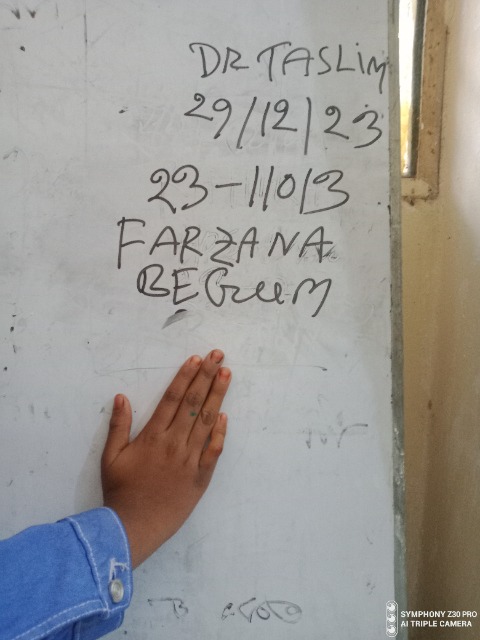 DR TASLIM
29/12/23
23-11013
FARZANA
BEGUM
SYMPHONY Z30 PRO
AI TRIPLE CAMERA